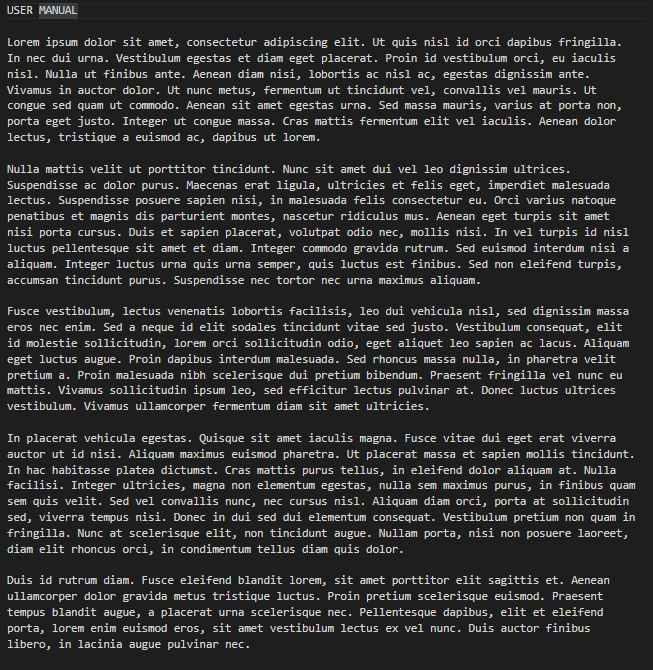 USER MANUAL
Lorem ipsum dolor sit amet, consectetur adipiscing elit. Ut quis nisl id orci dapibus fringilla.
In nec dui urna. Vestibulum egestas et diam eget placerat. Proin id vestibulum orci, eu iaculis
nisl. Nulla ut finibus ante. Aenean diam nisi, lobortis ac nisl ac, egestas dignissim ante.
Vivamus in auctor dolor. Ut nunc metus, fermentum ut tincidunt vel, convallis vel mauris. Ut
congue sed quam ut commodo. Aenean sit amet egestas urna. Sed massa mauris, varius at porta non,
porta eget justo. Integer ut congue massa. Cras mattis fermentum elit vel iaculis. Aenean dolor
lectus, tristique a euismod ac, dapibus ut lorem.
Nulla mattis velit ut porttitor tincidunt. Nunc sit amet dui vel leo dignissim ultrices.
Suspendisse ac dolor purus. Maecenas erat ligula, ultricies et felis eget, imperdiet malesuada
lectus. Suspendisse posuere sapien nisi, in malesuada felis consectetur eu. Orci varius natoque
penatibus et magnis dis parturient montes, nascetur ridiculus mus. Aenean eget turpis sit amet
nisi porta cursus. Duis et sapien placerat, volutpat odio nec, mollis nisi. In vel turpis id nisl
luctus pellentesque sit amet et diam. Integer commodo gravida rutrum. Sed euismod interdum nisi a
aliquam. Integer luctus urna quis urna semper, quis luctus est finibus. Sed non eleifend turpis,
accumsan tincidunt purus. Suspendisse nec tortor nec urna maximus aliquam.
Fusce vestibulum, lectus venenatis lobortis facilisis, leo dui vehicula nisl, sed dignissim massa
eros nec enim. Sed a neque id elit sodales tincidunt vitae sed justo. Vestibulum consequat, elit
id molestie sollicitudin, lorem orci sollicitudin odio, eget aliquet leo sapien ac lacus. Aliquam
eget luctus augue. Proin dapibus interdum malesuada. Sed rhoncus massa nulla, in pharetra velit
pretium a. Proin malesuada nibh scelerisque dui pretium bibendum. Praesent fringilla vel nunc eu
mattis. Vivamus sollicitudin ipsum leo, sed efficitur lectus pulvinar at. Donec luctus ultrices
vestibulum. Vivamus ullamcorper fermentum diam sit amet ultricies.
In placerat vehicula egestas. Quisque sit amet iaculis magna. Fusce vitae dui eget erat viverra
auctor ut id nisi. Aliquam maximus euismod pharetra. Ut placerat massa et sapien mollis tincidunt.
In hac habitasse platea dictumst. Cras mattis purus tellus, in eleifend dolor aliquam at. Nulla
facilisi. Integer ultricies, magna non elementum egestas, nulla sem maximus purus, in finibus quam
sem quis velit. Sed vel convallis nunc, nec cursus nisl. Aliquam diam orci, porta at sollicitudin
sed, viverra tempus nisi. Donec in dui sed dui elementum consequat. Vestibulum pretium non quam in
fringilla. Nunc at scelerisque elit, non tincidunt augue. Nullam porta, nisi non posuere laoreet,
diam elit rhoncus orci, in condimentum tellus diam quis dolor.
Duis id rutrum diam. Fusce eleifend blandit lorem, sit amet porttitor elit sagittis et. Aenean
ullamcorper dolor gravida metus tristique luctus. Proin pretium scelerisque euismod. Praesent
tempus blandit augue, a placerat urna scelerisque nec. Pellentesque dapibus, elit et eleifend
porta, lorem enim euismod eros, sit amet vestibulum lectus ex vel nunc. Duis auctor finibus
libero, in lacinia augue pulvinar nec.